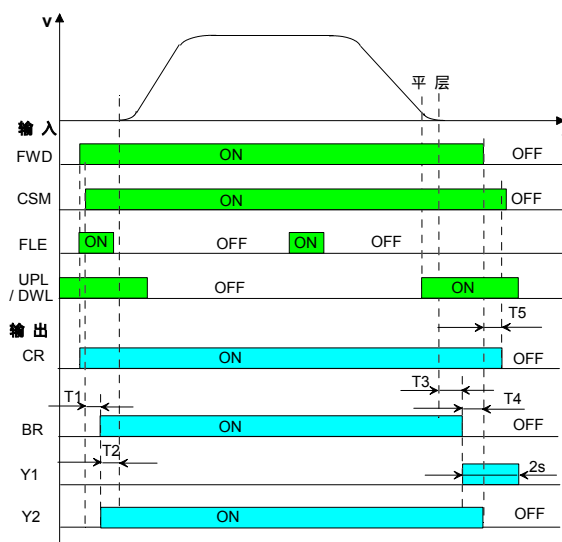 v
平 层
输 入
FWD ON OFF
CSM ON OFF
FLE ON OFF ON OFF
UPL
/ DWL OFF ON
输 出 T5
CR ON OFF
T1 T3 T4
BR ON OFF
T2
Y1 2s
Y2 ON OFF